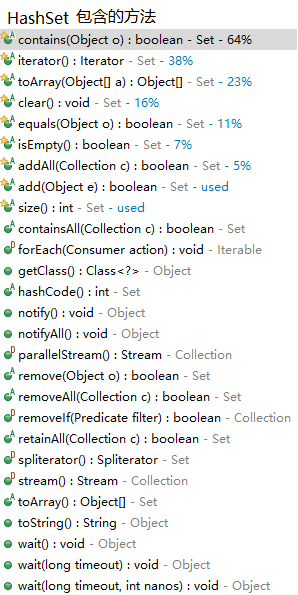 HashSet 包含的方法
contains(Object o) : boolean - Set - 64%
iterator() : Iterator - Set - 38%
toArray(Object[] a) : Object[] - Set - 23%
clear() : void - Set - 16%
equals(Object o) : boolean - Set - 11%
isEmpty() : boolean - Set - 7%
addAll(Collection c) : boolean - Set - 5%
add(Object e) : boolean - Set - used
size() : int - Set - used
containsAll(Collection c) : boolean - Set
forEach(Consumer action) : void - Iterable
getClass() : Class<?> - Object
hashCode() : int - Set
notify() : void - Object
notifyAll() : void - Object
parallelStream() : Stream - Collection
remove(Object o) : boolean - Set
removeAll(Collection c) : boolean - Set
removeIf(Predicate filter) : boolean - Collection
retainAll(Collection c) : boolean - Set
spliterator() : Spliterator - Set
stream() : Stream - Collection
toArray() : Object[] - Set
toString() : String - Object
wait() : void - Object
wait(long timeout) : void - Object
wait(long timeout, int nanos) : void - Object